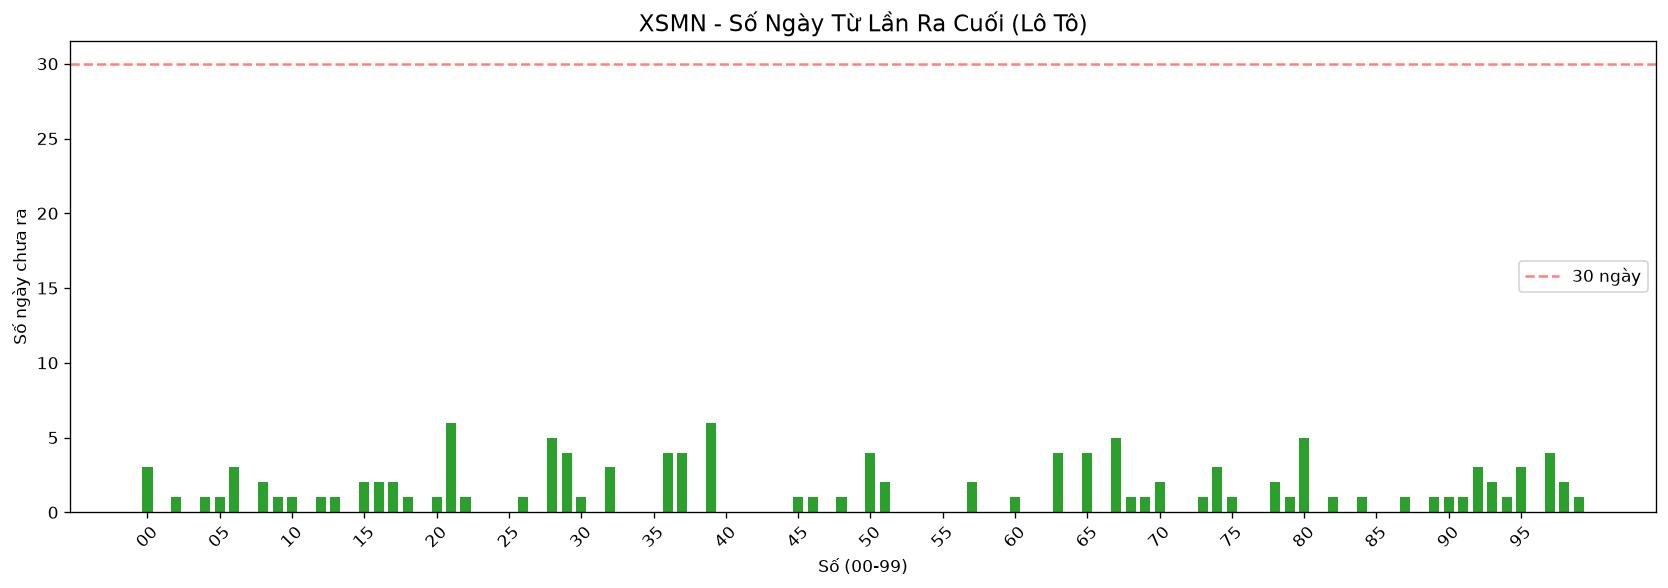 XSMN - Số Ngày Từ Lần Ra Cuối (Lô Tô)
Số ngày chưa ra
30
25
20
15
10
5
0
30 ngày
00 05 10 15 20 25 30 35 40 45 50 55 60 65 70 75 80 85 90 95
Số (00-99)